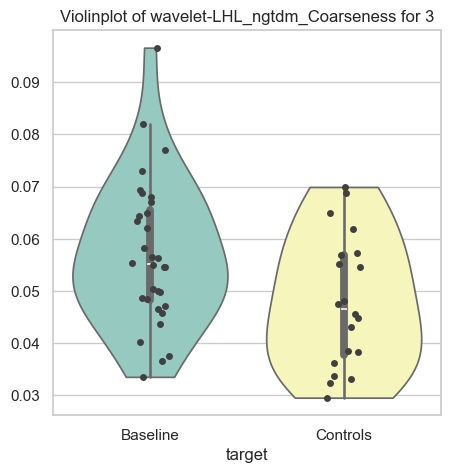 Violinplot of wavelet-LHL_ngtdm_Coarseness for 3
0.09
0.08
0.07
0.06
0.05
0.04
0.03
Baseline
Controls
target